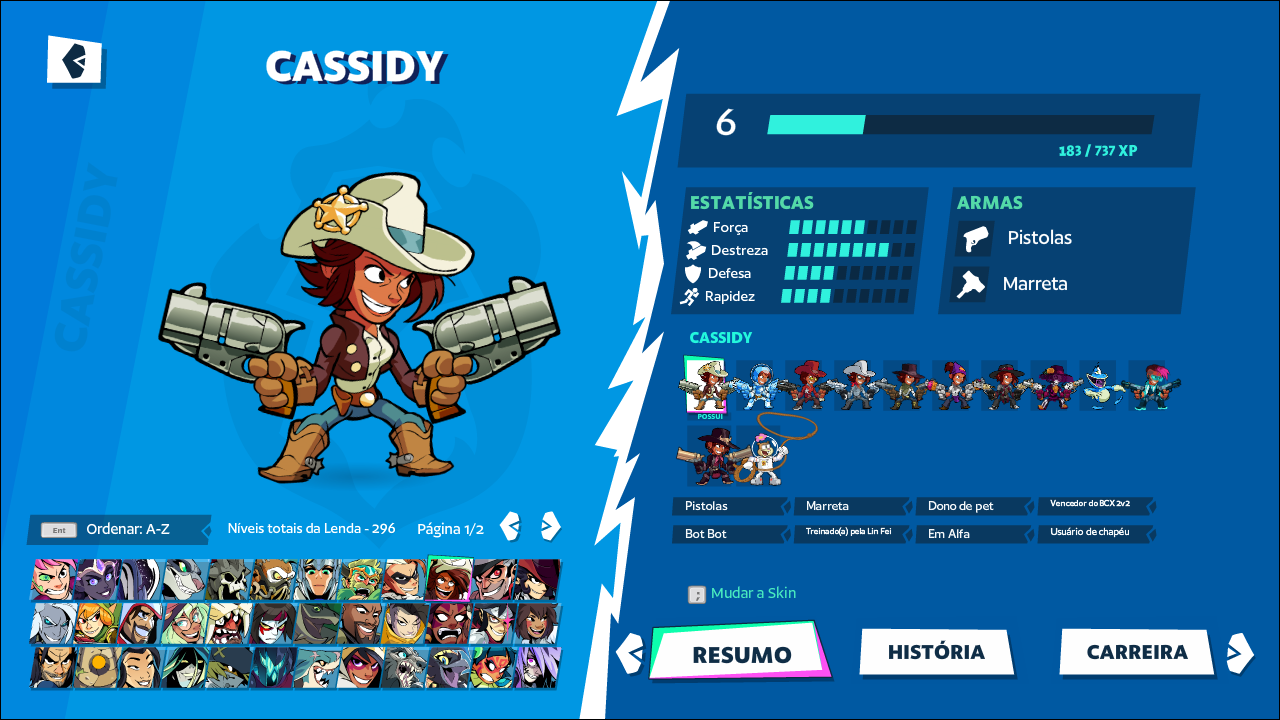 CASSIDY
CASSIDY
6
183 / 737 XP
ESTATÍSTICAS
Força
Destreza
Defesa
Rapidez
ARMAS
Pistolas
Marreta
CASSIDY
POSSUI
Pistolas
Marreta
Dono de pet
Vencedor do BCX 2v2
Bot Bot
Treinado(a) pela Lin Fei
Em Alfa
Usuário de chapéu
Ent
Ordenar: A-Z
Níveis totais da Lenda - 296
Página 1/2
; Mudar a Skin
RESUMO
HISTÓRIA
CARREIRA